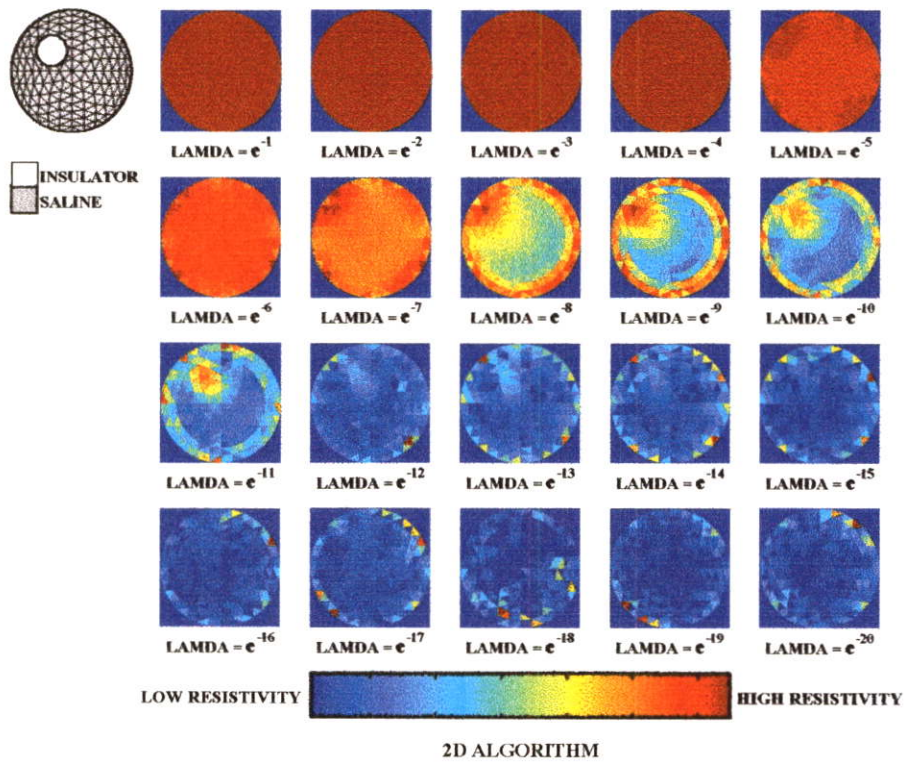 LAMDA = e⁻¹ LAMDA = e⁻² LAMDA = e⁻³ LAMDA = e⁻⁴ LAMDA = e⁻⁵
INSULATOR
SALINE
LAMDA = e⁻⁶ LAMDA = e⁻⁷ LAMDA = e⁻⁸ LAMDA = e⁻⁹ LAMDA = e⁻¹⁰
LAMDA = e⁻¹¹ LAMDA = e⁻¹² LAMDA = e⁻¹³ LAMDA = e⁻¹⁴ LAMDA = e⁻¹⁵
LAMDA = e⁻¹⁶ LAMDA = e⁻¹⁷ LAMDA = e⁻¹⁸ LAMDA = e⁻¹⁹ LAMDA = e⁻²⁰
LOW RESISTIVITY HIGH RESISTIVITY
2D ALGORITHM